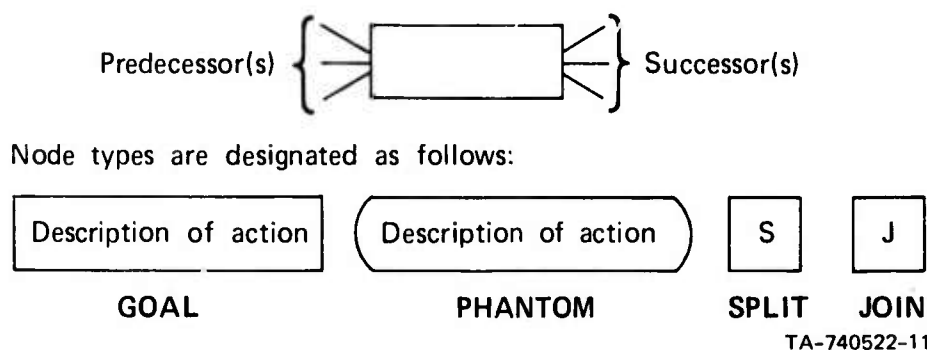 Predecessor(s) Successor(s)
Node types are designated as follows:
Description of action Description of action S J
GOAL PHANTOM SPLIT JOIN
TA-740522-11